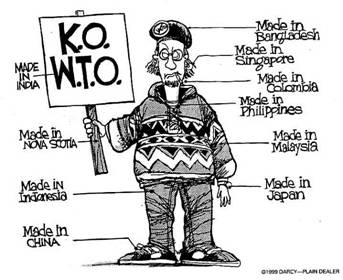 K.O.
W.T.O.
MADE
IN
INDIA
Made in
Bangladesh
Made in
Singapore
Made in
Colombia
Made in
Philippines
Made in
NOVA SCOTIA
Made in
Malaysia
Made in
Indonesia
Made in
Japan
Made in
CHINA
©1999 DARCY—PLAIN DEALER